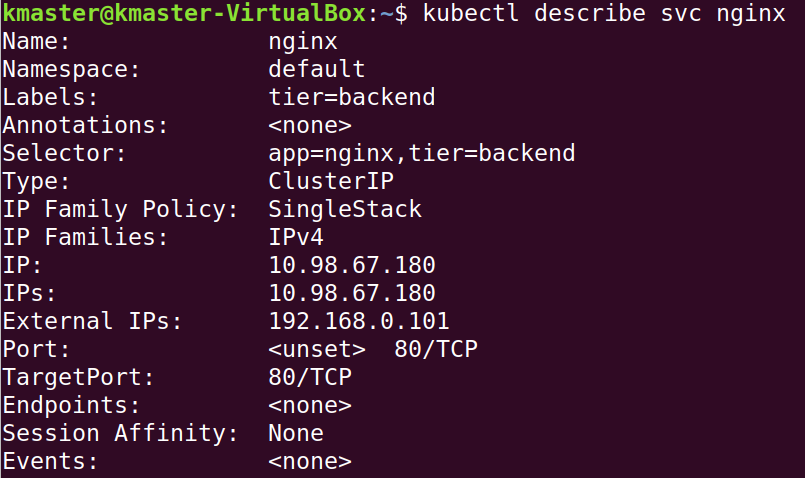 kmaster@kmaster-VirtualBox:~$ kubectl describe svc nginx
Name:              nginx
Namespace:         default
Labels:            tier=backend
Annotations:       <none>
Selector:          app=nginx,tier=backend
Type:              ClusterIP
IP Family Policy:  SingleStack
IP Families:       IPv4
IP:                10.98.67.180
IPs:               10.98.67.180
External IPs:      192.168.0.101
Port:              <unset>  80/TCP
TargetPort:        80/TCP
Endpoints:         <none>
Session Affinity:  None
Events:            <none>